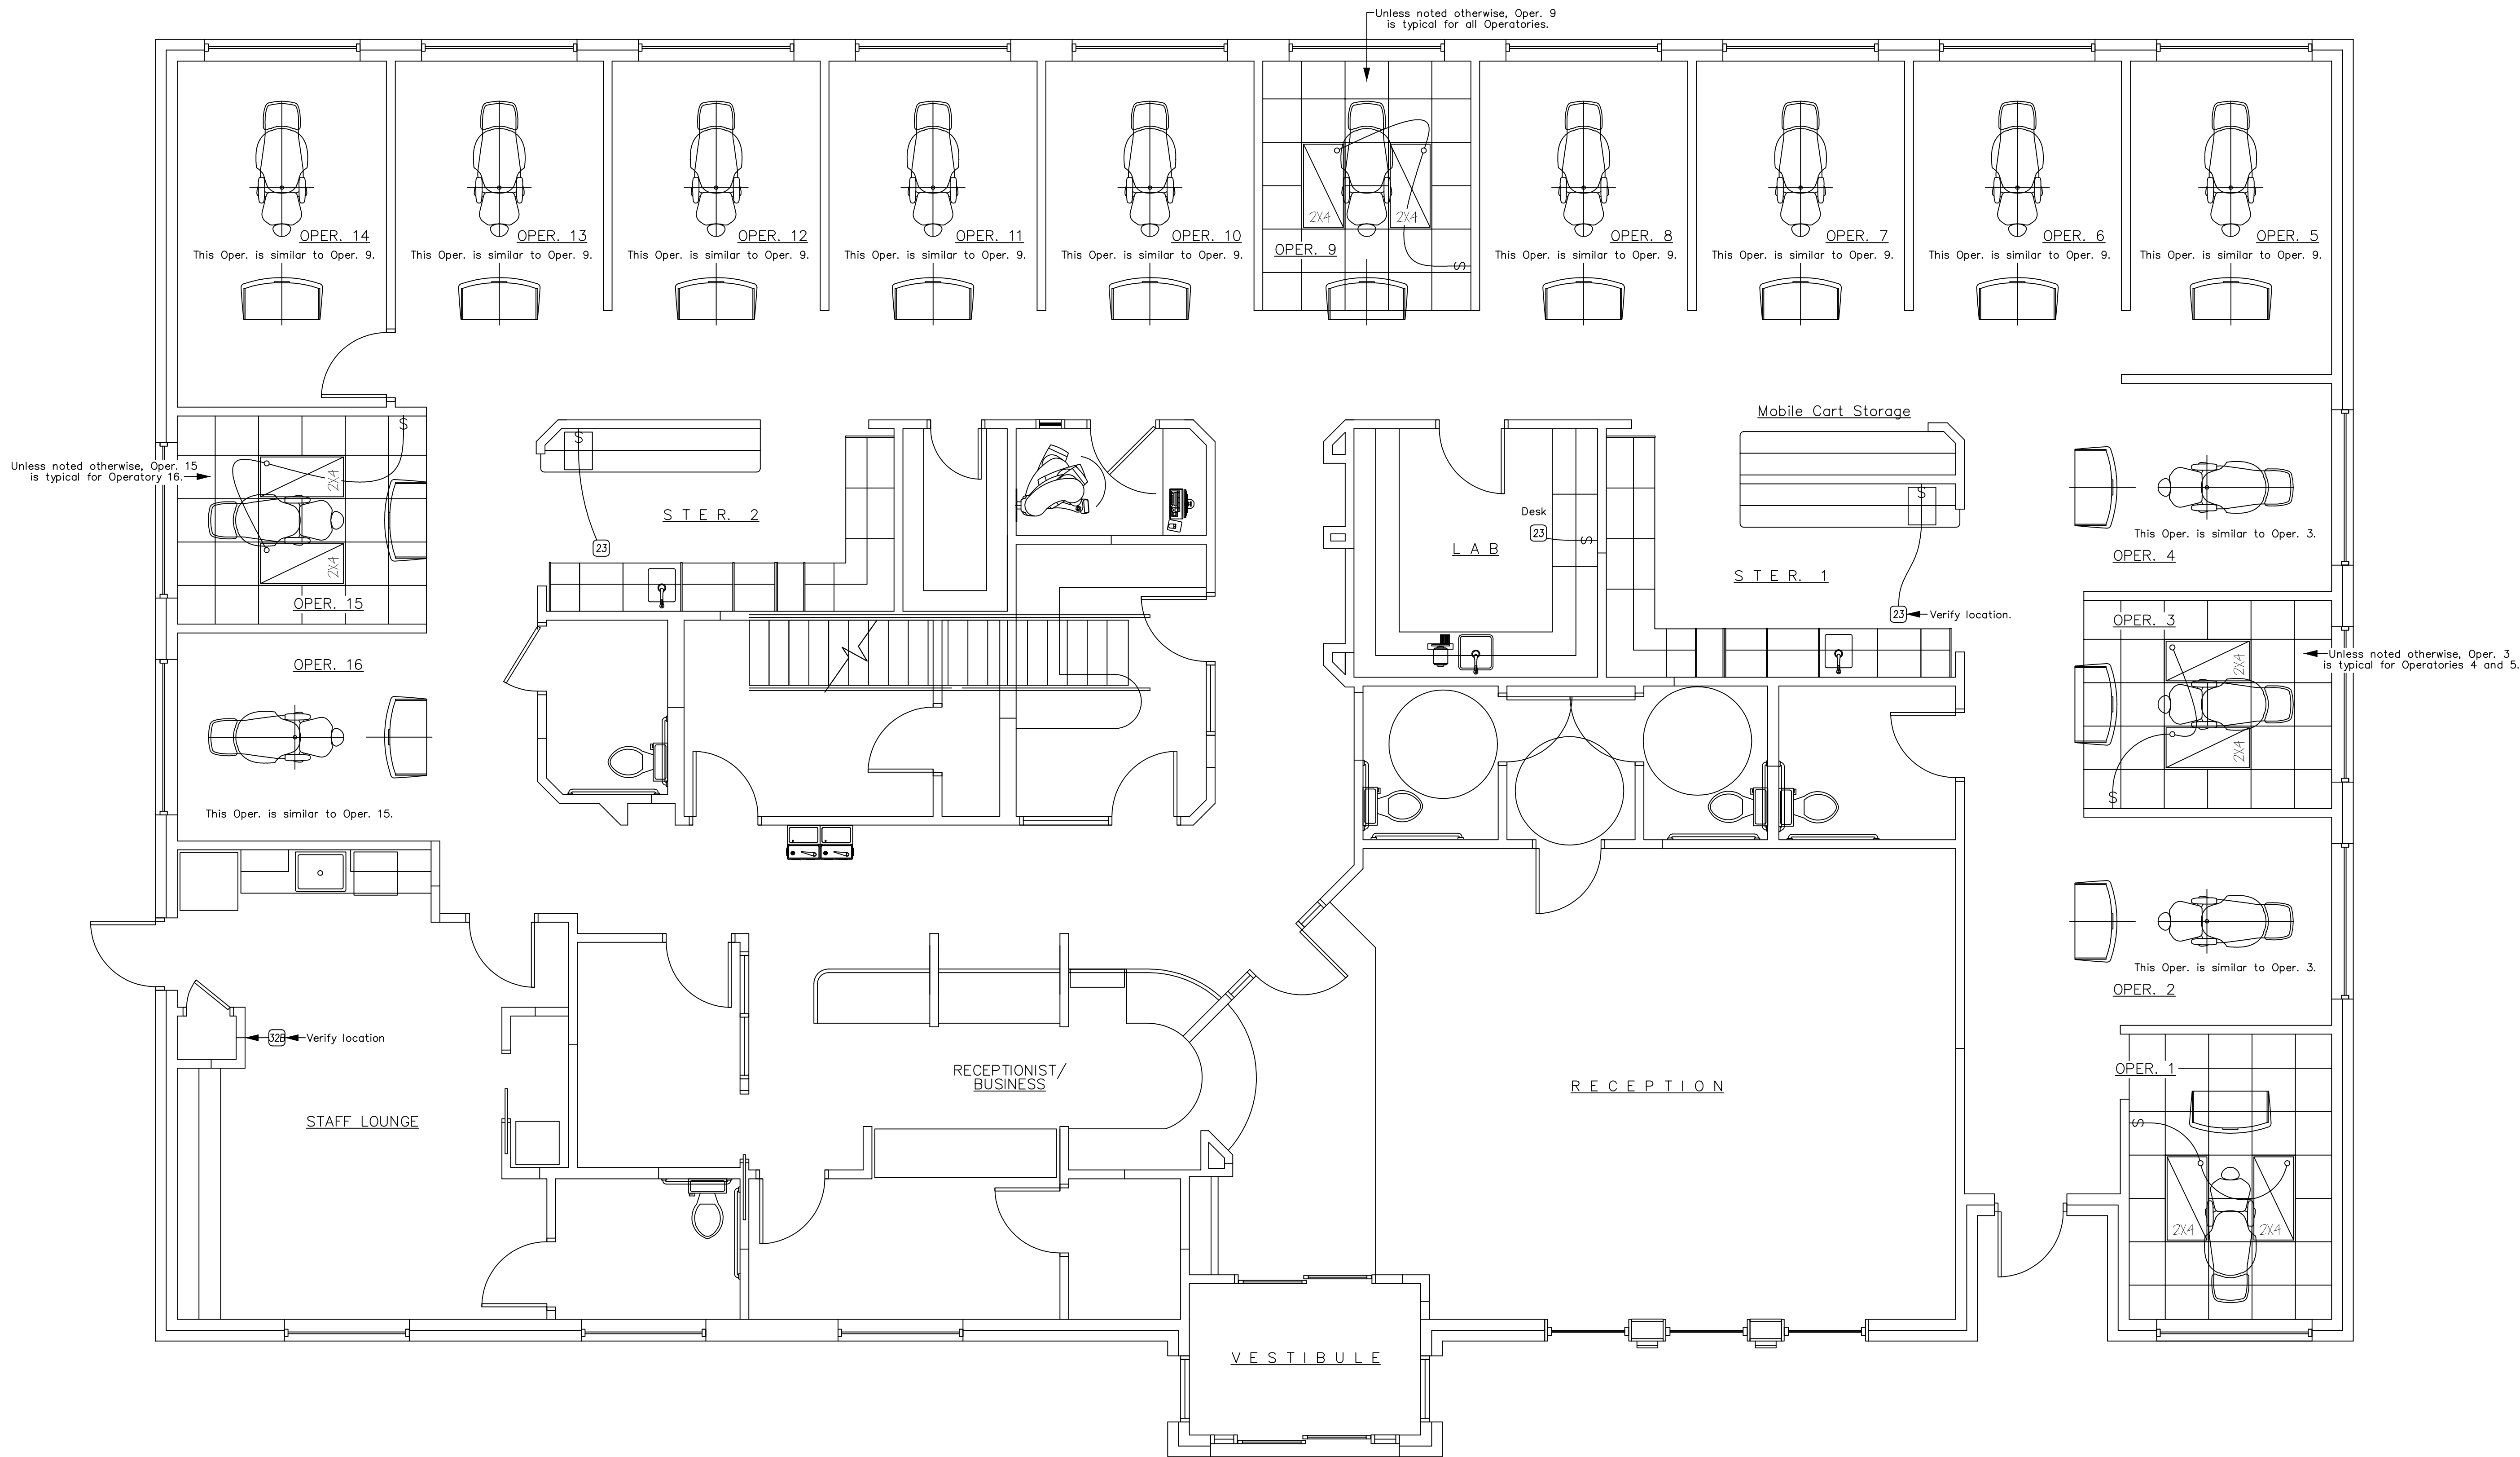 Unless noted otherwise, Oper. 9
is typical for all Operatories.
OPER. 14
This Oper. is similar to Oper. 9.
OPER. 13
This Oper. is similar to Oper. 9.
OPER. 12
This Oper. is similar to Oper. 9.
OPER. 11
This Oper. is similar to Oper. 9.
OPER. 10
This Oper. is similar to Oper. 9.
2X4
2X4
OPER. 9
S
OPER. 8
This Oper. is similar to Oper. 9.
OPER. 7
This Oper. is similar to Oper. 9.
OPER. 6
This Oper. is similar to Oper. 9.
OPER. 5
This Oper. is similar to Oper. 9.
Unless noted otherwise, Oper. 15
is typical for Operatory 16.
S
2X4
2X4
OPER. 15
OPER. 16
This Oper. is similar to Oper. 15.
S
STER. 2
23
Desk
23
S
LAB
Mobile Cart Storage
S
STER. 1
23
Verify location.
This Oper. is similar to Oper. 3.
OPER. 4
OPER. 3
2X4
2X4
S
Unless noted otherwise, Oper. 3
is typical for Operatories 4 and 5.
This Oper. is similar to Oper. 3.
OPER. 2
OPER. 1
S
2X4
2X4
32B
Verify location
STAFF LOUNGE
RECEPTIONIST/
BUSINESS
RECEPTION
VESTIBULE